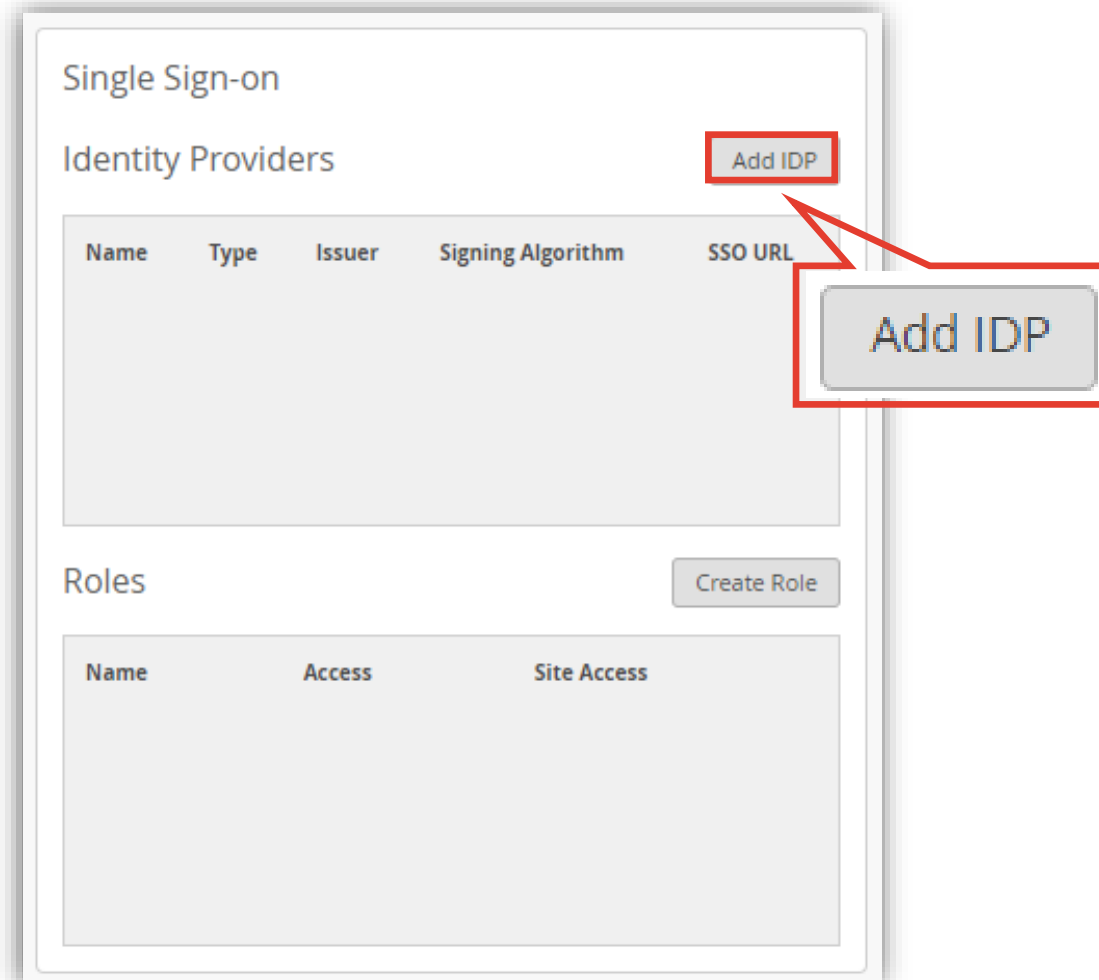 Single Sign-on
Identity Providers
Add IDP
Name Type Issuer Signing Algorithm SSO URL
Add IDP
Roles
Create Role
Name Access Site Access